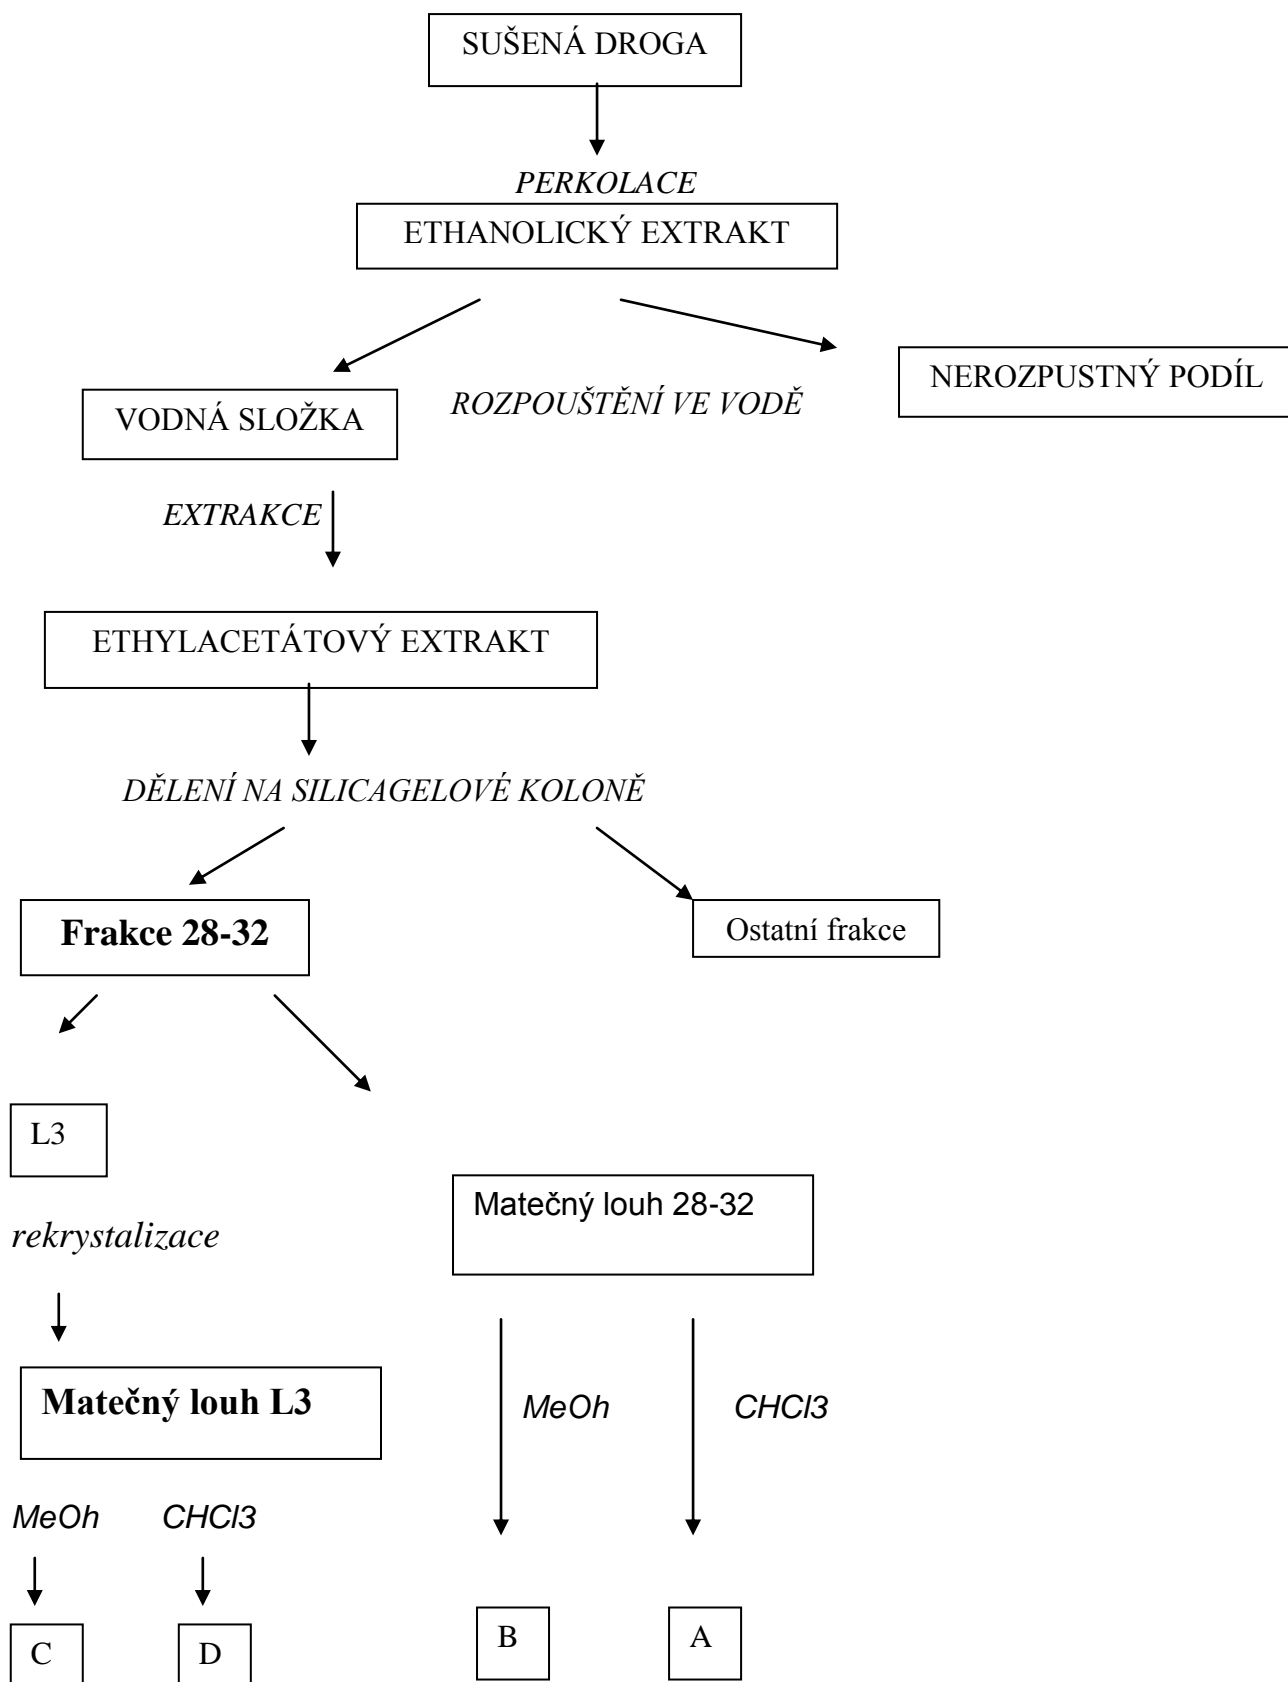 SUŠENÁ DROGA
PERKOLACE
ETHANOLICKÝ EXTRAKT
NEROZPUSTNÝ PODÍL
VODNÁ SLOŽKA
ROZPOUŠTĚNÍ VE VODĚ
EXTRAKCE
ETHYLACETÁTOVÝ EXTRAKT
DĚLENÍ NA SILICAGELOVÉ KOLONĚ
Frakce 28-32
Ostatní frakce
L3
Matečný louh 28-32
rekrystalizace
Matečný louh L3
MeOh
CHCl3
MeOh
CHCl3
C
D
B
A